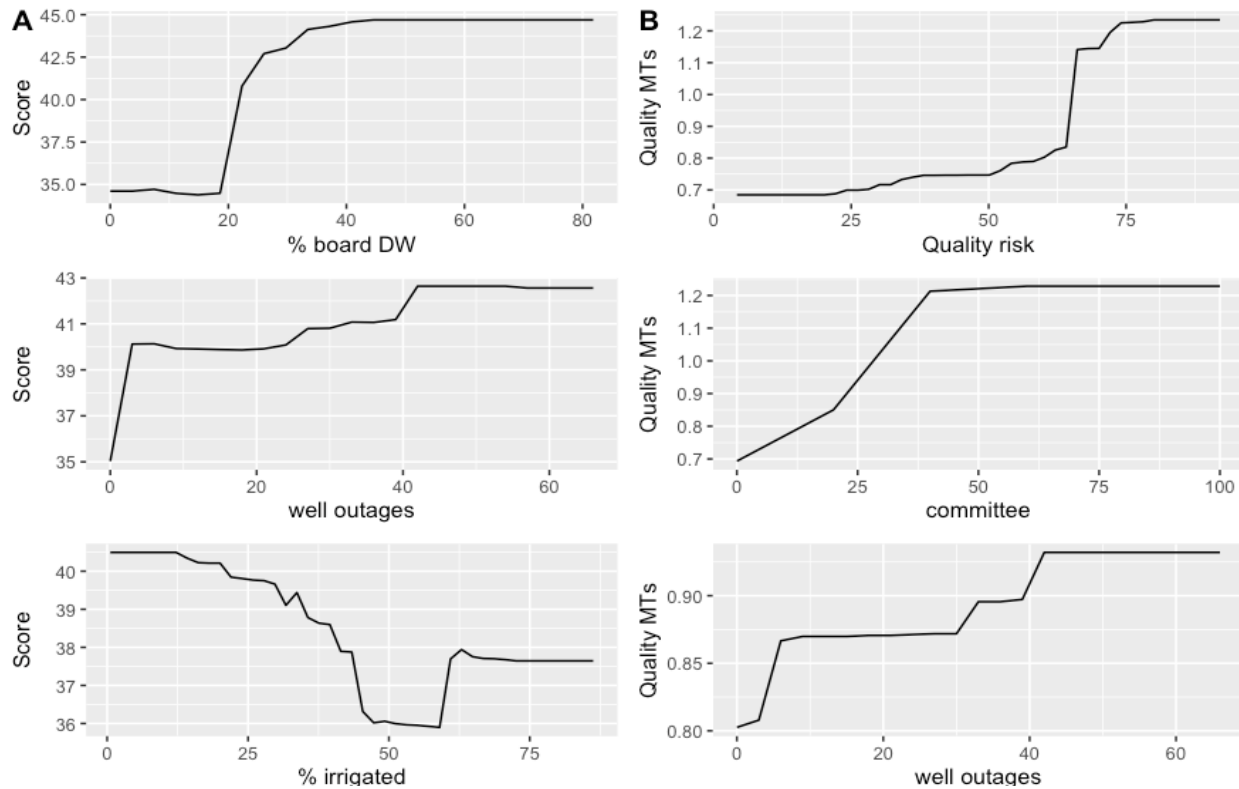 A
Score
45.0
42.5
40.0
37.5
35.0
0 20 40 60 80
% board DW
Score
43
41
39
37
35
0 20 40 60
well outages
Score
40
39
38
37
36
0 25 50 75
% irrigated
B
Quality MTs
1.2
1.1
1.0
0.9
0.8
0.7
0 25 50 75
Quality risk
Quality MTs
1.2
1.1
1.0
0.9
0.8
0.7
0 25 50 75 100
committee
Quality MTs
0.90
0.85
0.80
0 20 40 60
well outages